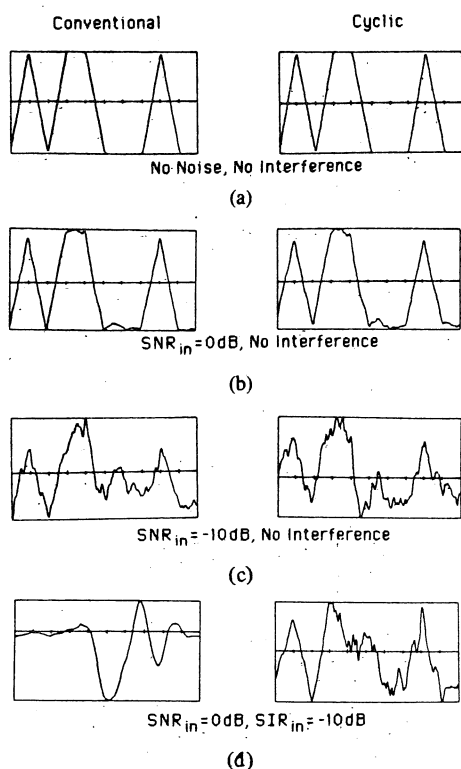 Conventional Cyclic
No Noise, No Interference
(a)
SNRin=0dB, No Interference
(b)
SNRin=-10dB, No Interference
(c)
SNRin=0dB, SIRin=-10dB
(d)